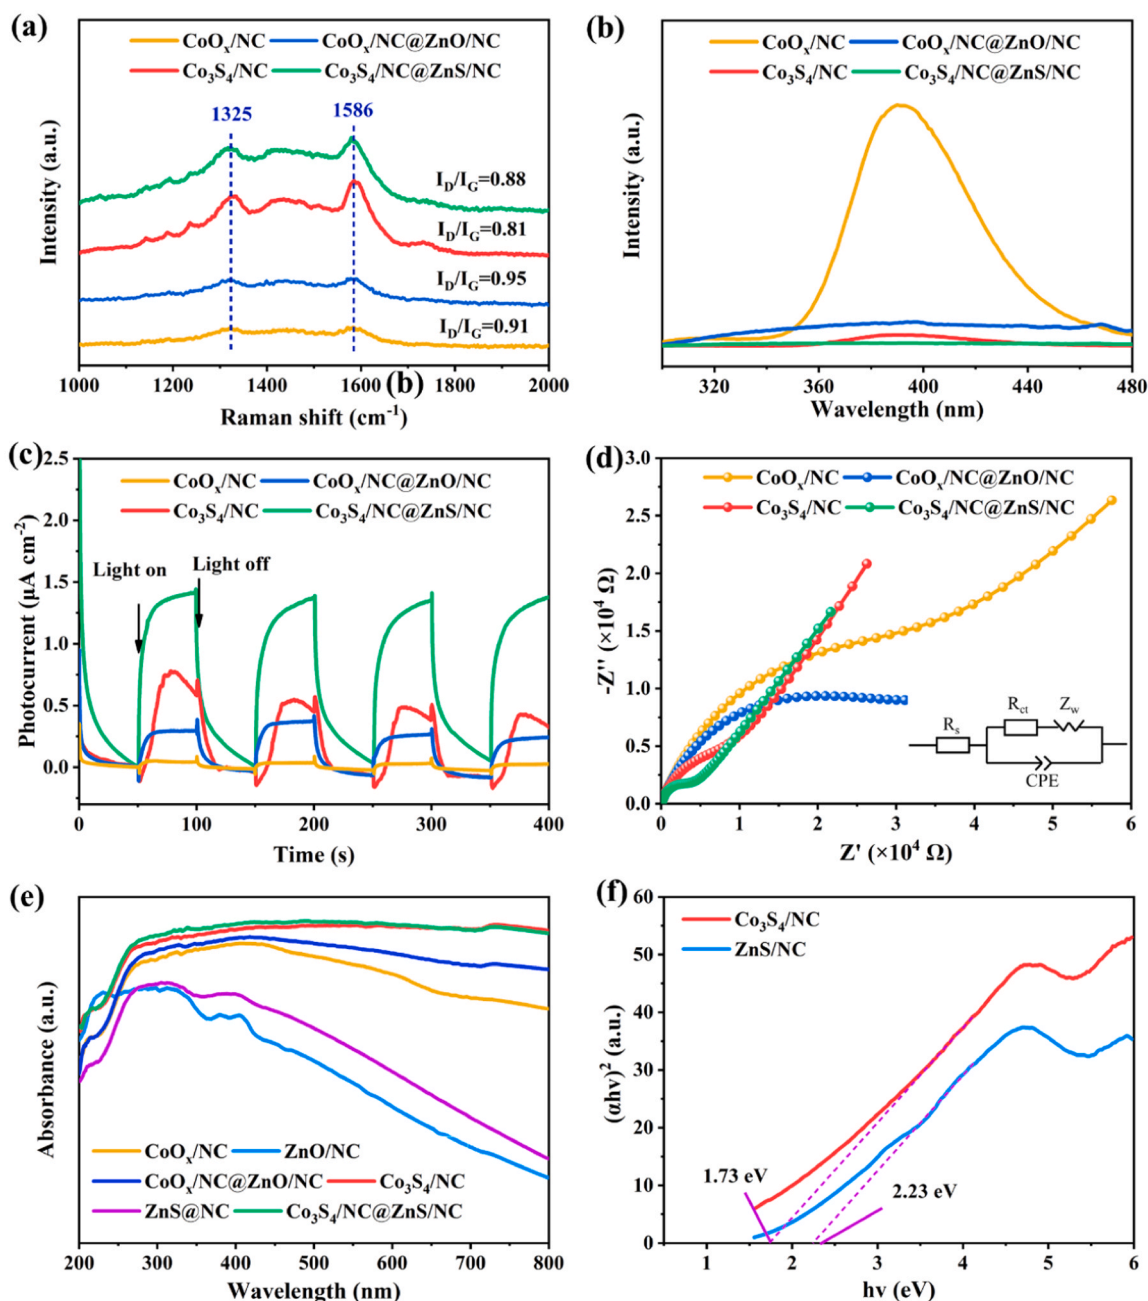 (a)
CoOx/NC CoOx/NC@ZnO/NC
Co3S4/NC Co3S4/NC@ZnS/NC
1325 1586
ID/IG=0.88
ID/IG=0.81
ID/IG=0.95
ID/IG=0.91
Intensity (a.u.)
1000 1200 1400 1600 1800 2000
(b)
Raman shift (cm-1)
(b)
CoOx/NC CoOx/NC@ZnO/NC
Co3S4/NC Co3S4/NC@ZnS/NC
Intensity (a.u.)
320 360 400 440 480
Wavelength (nm)
(c)
CoOx/NC CoOx/NC@ZnO/NC
Co3S4/NC Co3S4/NC@ZnS/NC
Light on
Light off
Photocurrent (μA cm-2)
2.5
2.0
1.5
1.0
0.5
0.0
0 100 200 300 400
Time (s)
(d)
CoOx/NC CoOx/NC@ZnO/NC
Co3S4/NC Co3S4/NC@ZnS/NC
-Z'' (×10^4 Ω)
3.0
2.5
2.0
1.5
1.0
0.5
0.0
Rs
Rct Zw
CPE
0 1 2 3 4 5 6
Z' (×10^4 Ω)
(e)
Absorbance (a.u.)
CoOx/NC ZnO/NC
CoOx/NC@ZnO/NC Co3S4/NC
ZnS@NC Co3S4/NC@ZnS/NC
200 300 400 500 600 700 800
Wavelength (nm)
(f)
Co3S4/NC
ZnS/NC
(αhv)2 (a.u.)
60
50
40
30
20
10
0
1.73 eV
2.23 eV
1 2 3 4 5 6
hv (eV)